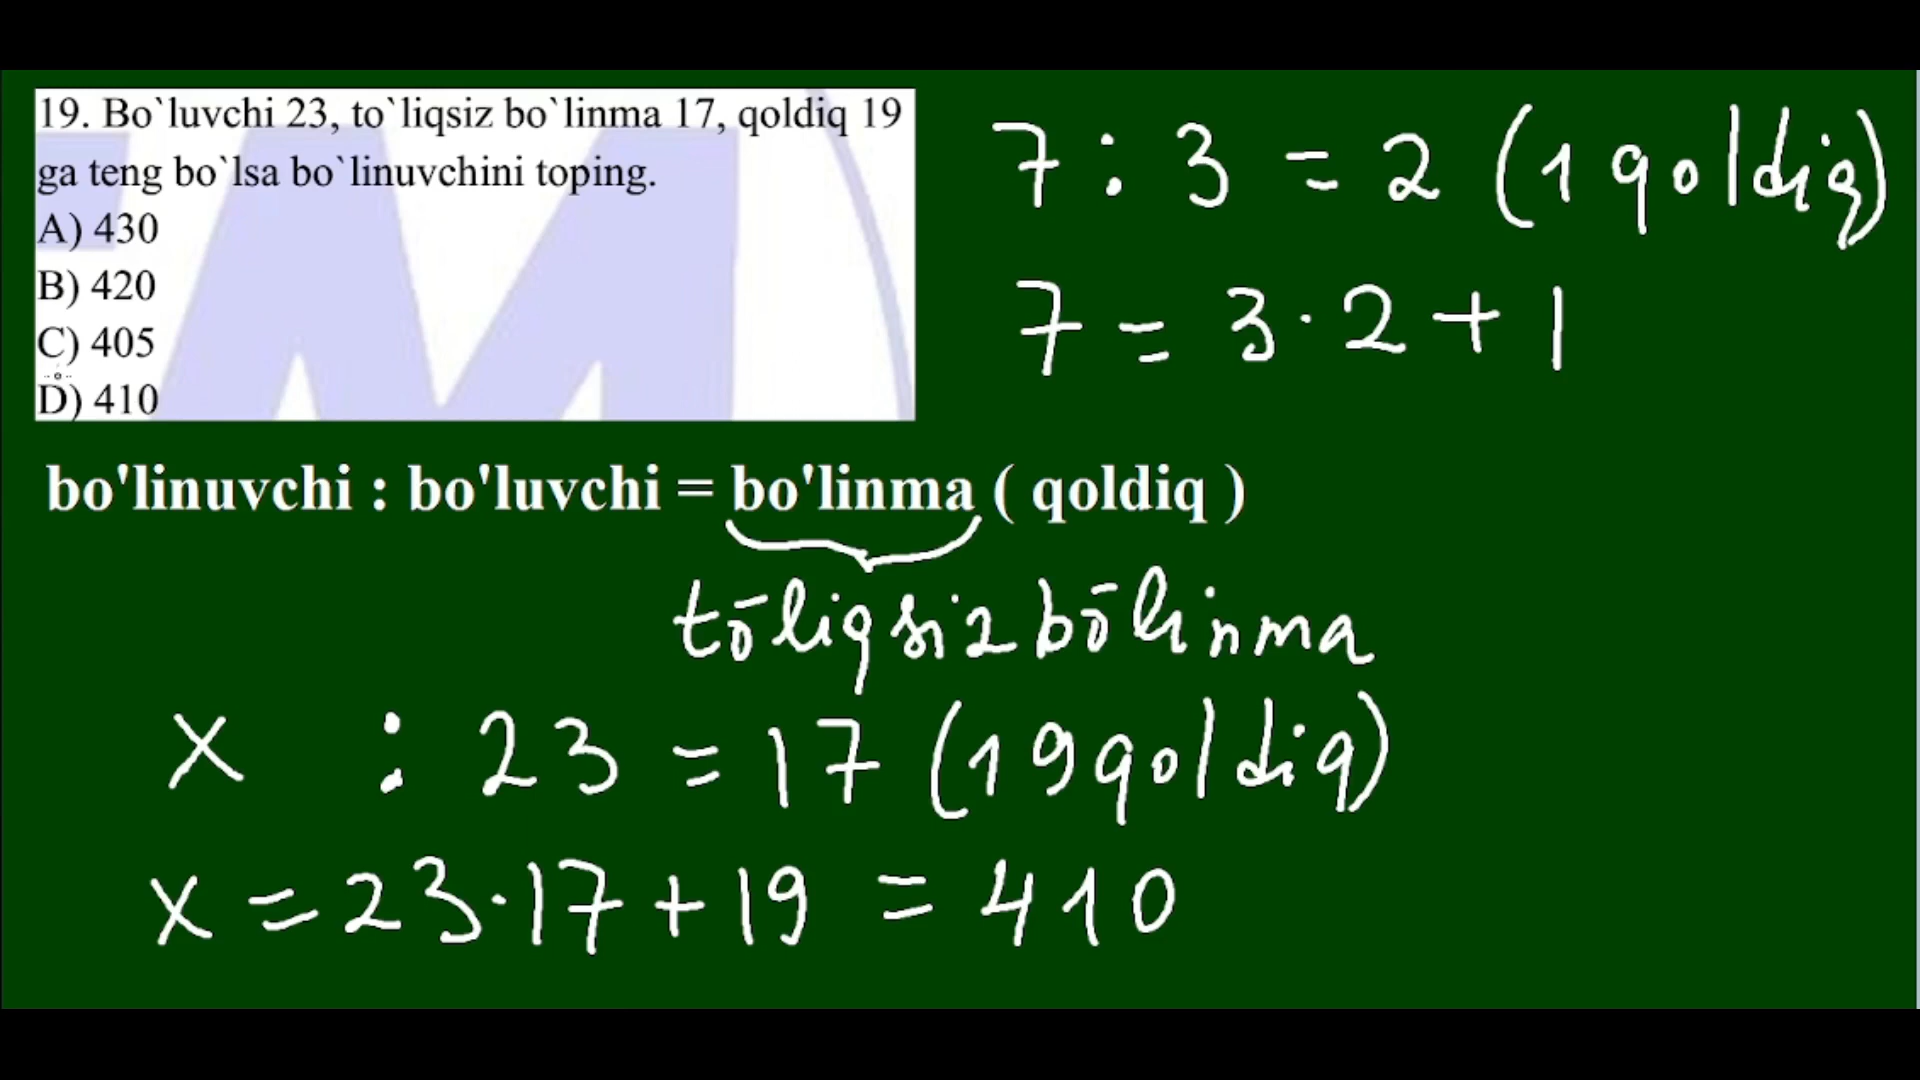 19. Bo`luvchi 23, to`liqsiz bo`linma 17, qoldiq 19
ga teng bo`lsa bo`linuvchini toping.
A) 430
B) 420
C) 405
D) 410
7 : 3 = 2 (1 qoldiq)
7 = 3 · 2 + 1
bo'linuvchi : bo'luvchi = bo'linma ( qoldiq )
tōliqsiz bōlinma
x : 23 = 17 (19 qoldiq)
x = 23 · 17 + 19 = 410